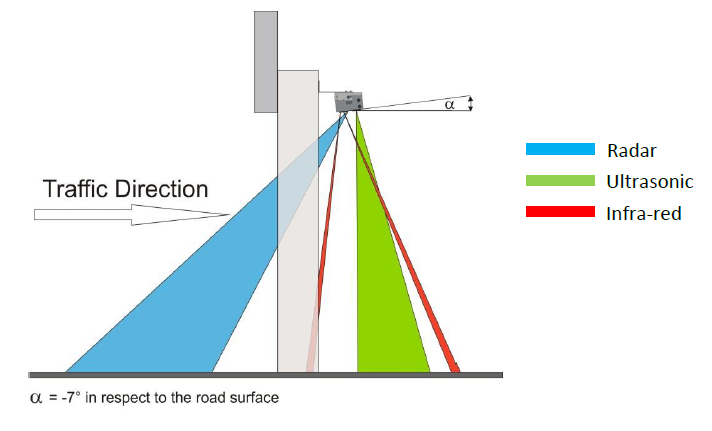 α
Radar
Ultrasonic
Infra-red
Traffic Direction
α = -7° in respect to the road surface